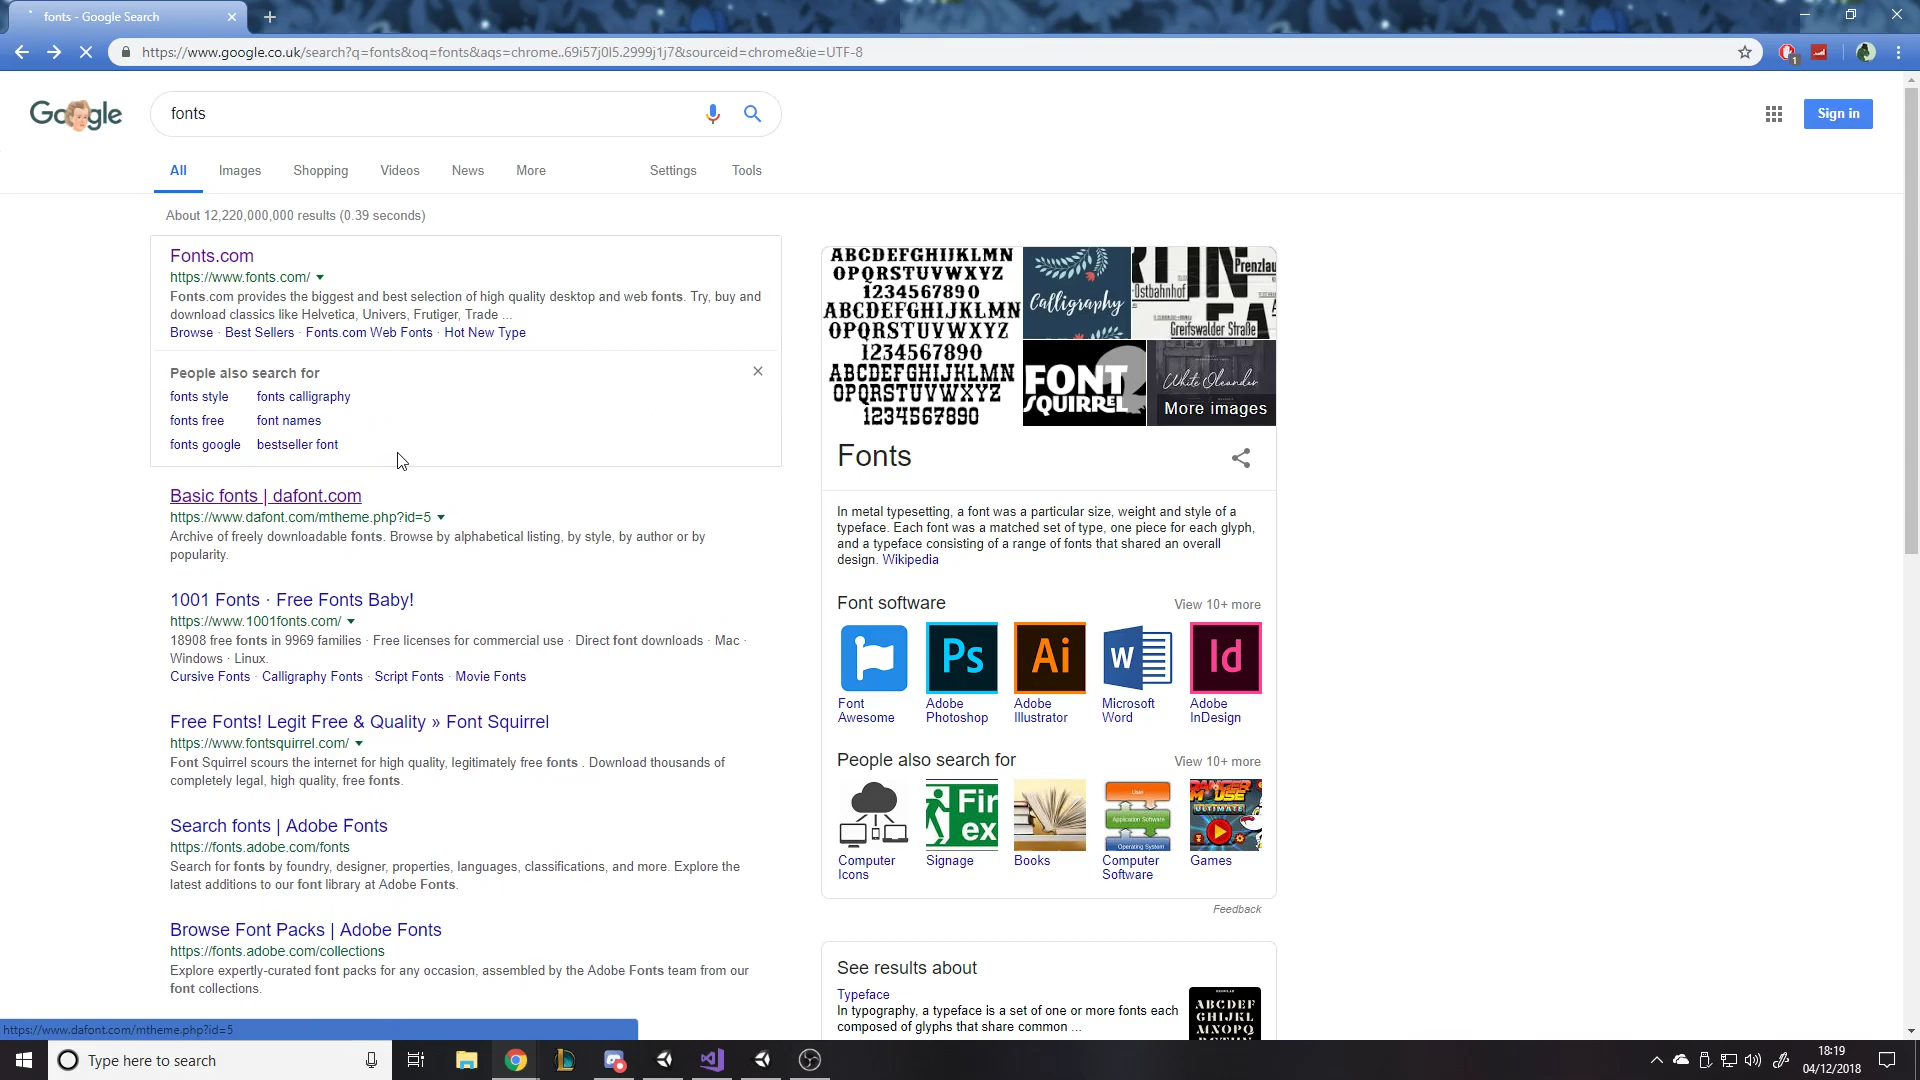 fonts - Google Search
https://www.google.co.uk/search?q=fonts&oq=fonts&aqs=chrome..69i57j0l5.2999j1j7&sourceid=chrome&ie=UTF-8
1
Google
fonts
Sign in
All Images Shopping Videos News More Settings Tools
About 12,220,000,000 results (0.39 seconds)
Fonts.com
https://www.fonts.com/
Fonts.com provides the biggest and best selection of high quality desktop and web fonts. Try, buy and
download classics like Helvetica, Univers, Frutiger, Trade ...
Browse · Best Sellers · Fonts.com Web Fonts · Hot New Type
People also search for
fonts style fonts calligraphy
fonts free font names
fonts google bestseller font
Basic fonts | dafont.com
https://www.dafont.com/mtheme.php?id=5
Archive of freely downloadable fonts. Browse by alphabetical listing, by style, by author or by
popularity.
1001 Fonts · Free Fonts Baby!
https://www.1001fonts.com/
18908 free fonts in 9969 families · Free licenses for commercial use · Direct font downloads · Mac ·
Windows · Linux.
Cursive Fonts · Calligraphy Fonts · Script Fonts · Movie Fonts
Free Fonts! Legit Free & Quality » Font Squirrel
https://www.fontsquirrel.com/
Font Squirrel scours the internet for high quality, legitimately free fonts . Download thousands of
completely legal, high quality, free fonts.
Search fonts | Adobe Fonts
https://fonts.adobe.com/fonts
Search for fonts by foundry, designer, properties, languages, classifications, and more. Explore the
latest additions to our font library at Adobe Fonts.
Browse Font Packs | Adobe Fonts
https://fonts.adobe.com/collections
Explore expertly-curated font packs for any occasion, assembled by the Adobe Fonts team from our
font collections.
https://www.dafont.com/mtheme.php?id=5
ABCDEFGHIJKLMN
OPQRSTUVWXYZ
1234567890
ABCDEFGHIJKLMN
OPQRSTUVWXYZ
1234567890
ABCDEFGHIJKLMN
OPQRSTUVWXYZ
1234567890
Calligraphy
Prenzlau
Ostbahnhof
Greifswalder Straße
FONT
SQUIRREL
2
White Oleander
More images
Fonts
In metal typesetting, a font was a particular size, weight and style of a
typeface. Each font was a matched set of type, one piece for each glyph,
and a typeface consisting of a range of fonts that shared an overall
design. Wikipedia
Font software View 10+ more
Ps Ai W Id
Font Awesome
Adobe Photoshop
Adobe Illustrator
Microsoft Word
Adobe InDesign
People also search for View 10+ more
Fir
ex
User
Application Software
Operating System
DANGER
MOUSE
ULTIMATE
Computer Icons
Signage
Books
Computer Software
Games
Feedback
See results about
Typeface
In typography, a typeface is a set of one or more fonts each
composed of glyphs that share common ...
ABCDEF
GHIJKL
MNOPQ
Type here to search
18:19
04/12/2018